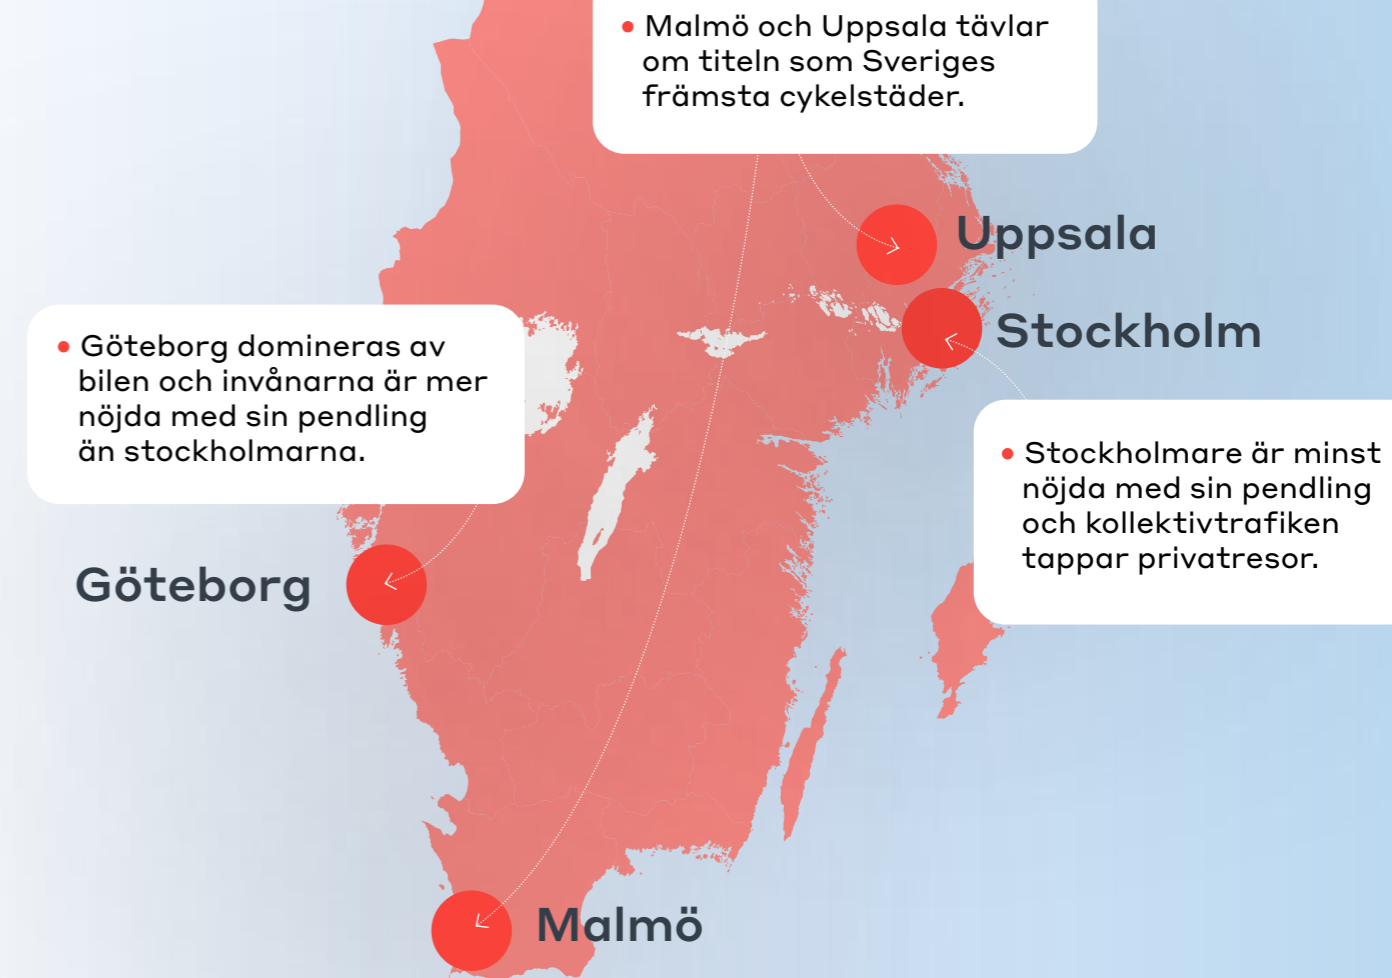 • Malmö och Uppsala tävlar
om titeln som Sveriges
främsta cykelstäder.
Uppsala
Stockholm
• Göteborg domineras av
bilen och invånarna är mer
nöjda med sin pendling
än stockholmarna.
• Stockholmare är minst
nöjda med sin pendling
och kollektivtrafiken
tappar privatresor.
Göteborg
Malmö